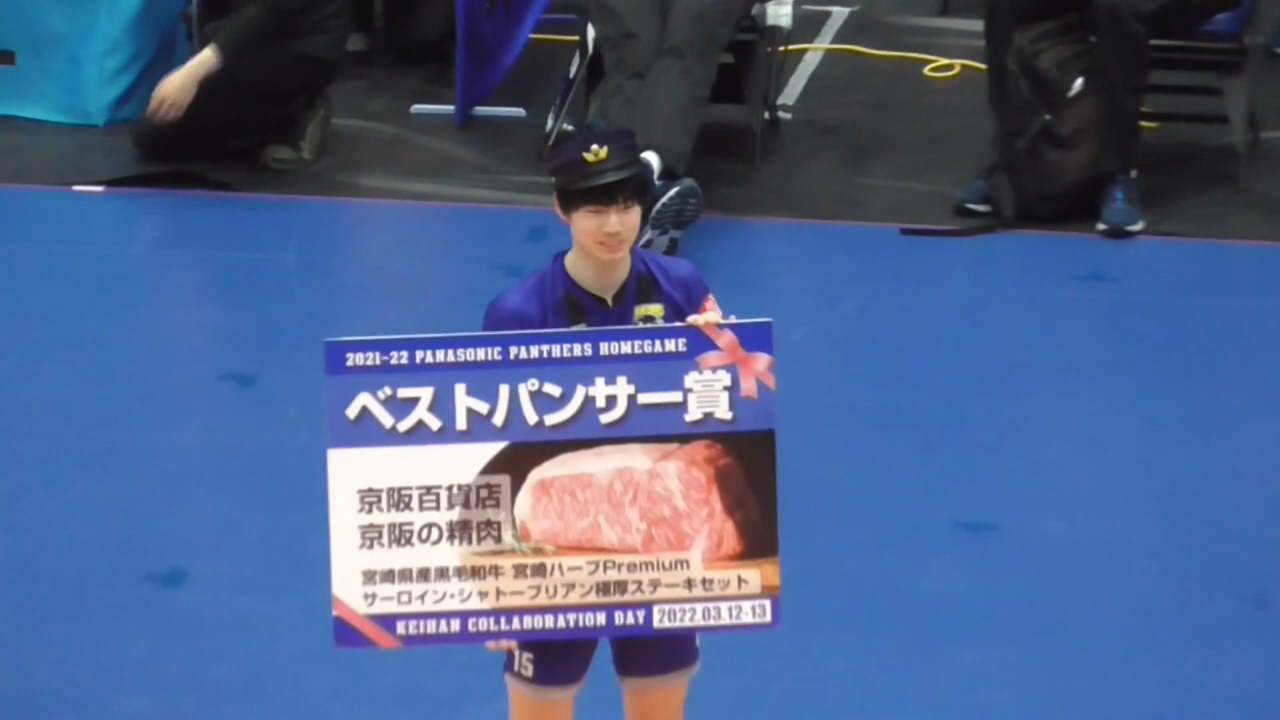 2021-22 PANASONIC PANTHERS HOMEGAME
ベストパンサー賞
京阪百貨店
京阪の精肉
宮崎県産黒毛和牛 宮崎ハーブPremium
サーロイン・シャトーブリアン極厚ステーキセット
KEIHAN COLLABORATION DAY 2022.03.12-13
15